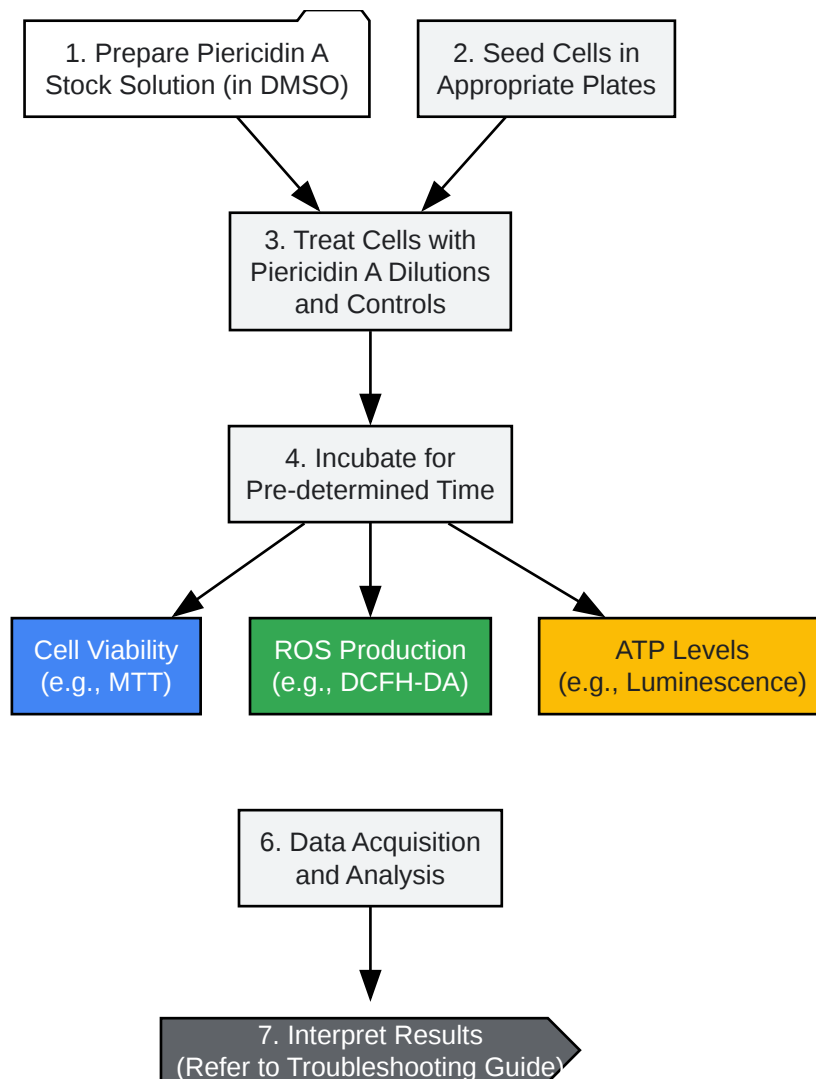 1. Prepare Piericidin A
Stock Solution (in DMSO)
2. Seed Cells in
Appropriate Plates
3. Treat Cells with
Piericidin A Dilutions
and Controls
4. Incubate for
Pre-determined Time
Cell Viability
(e.g., MTT)
ROS Production
(e.g., DCFH-DA)
ATP Levels
(e.g., Luminescence)
6. Data Acquisition
and Analysis
7. Interpret Results
(Refer to Troubleshooting Guide)